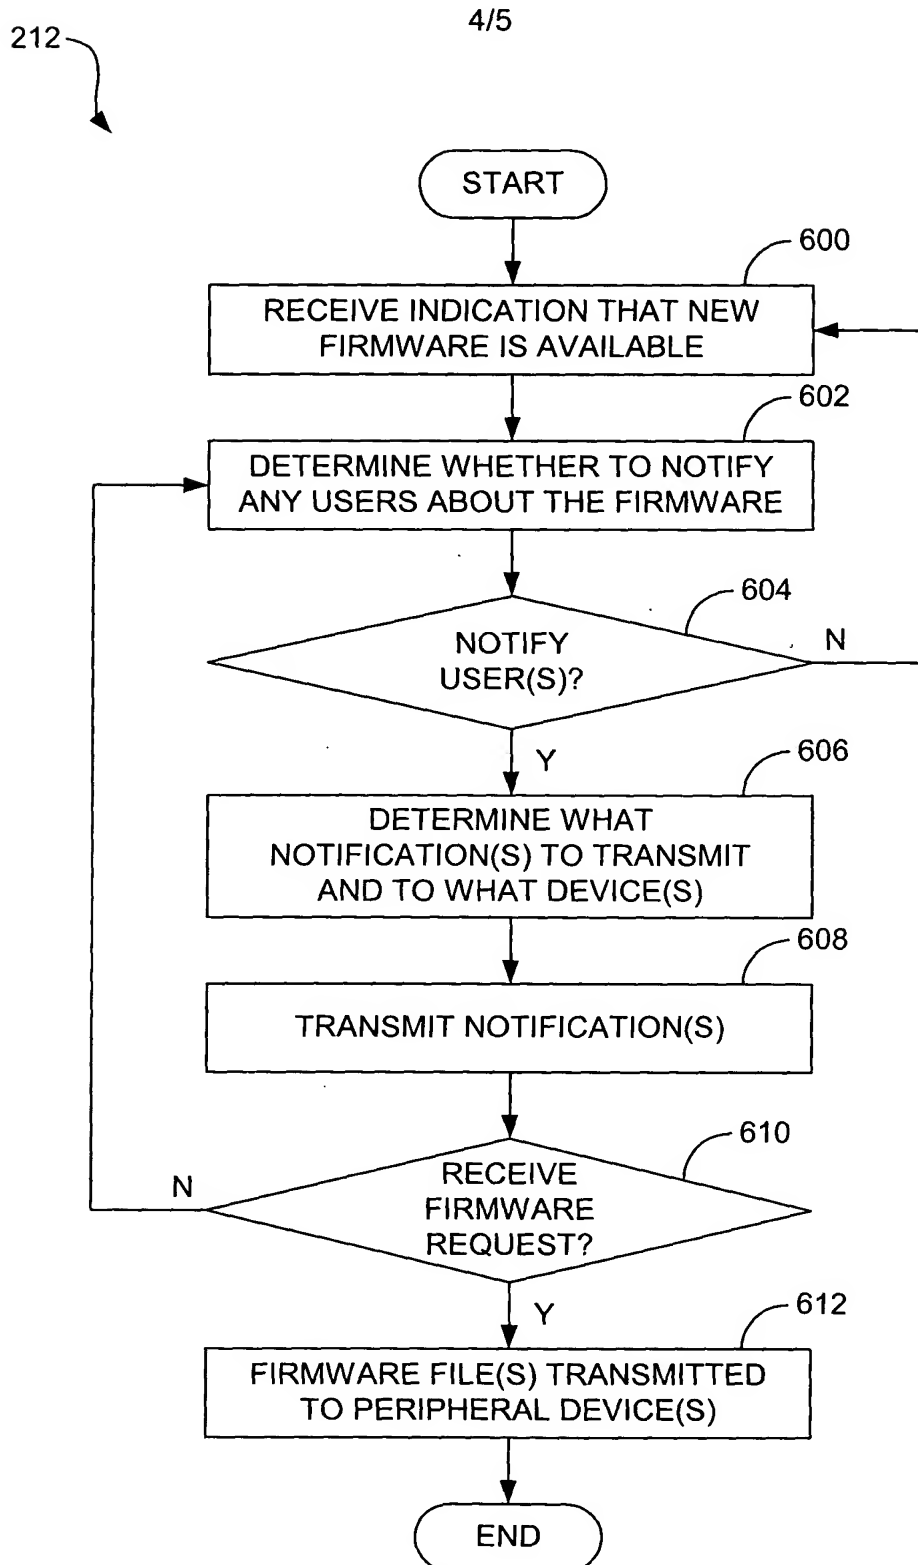 4/5
212
START
600
RECEIVE INDICATION THAT NEW
FIRMWARE IS AVAILABLE
602
DETERMINE WHETHER TO NOTIFY
ANY USERS ABOUT THE FIRMWARE
604
NOTIFY
USER(S)?
N
Y
606
DETERMINE WHAT
NOTIFICATION(S) TO TRANSMIT
AND TO WHAT DEVICE(S)
608
TRANSMIT NOTIFICATION(S)
610
RECEIVE
FIRMWARE
REQUEST?
N
Y
612
FIRMWARE FILE(S) TRANSMITTED
TO PERIPHERAL DEVICE(S)
END